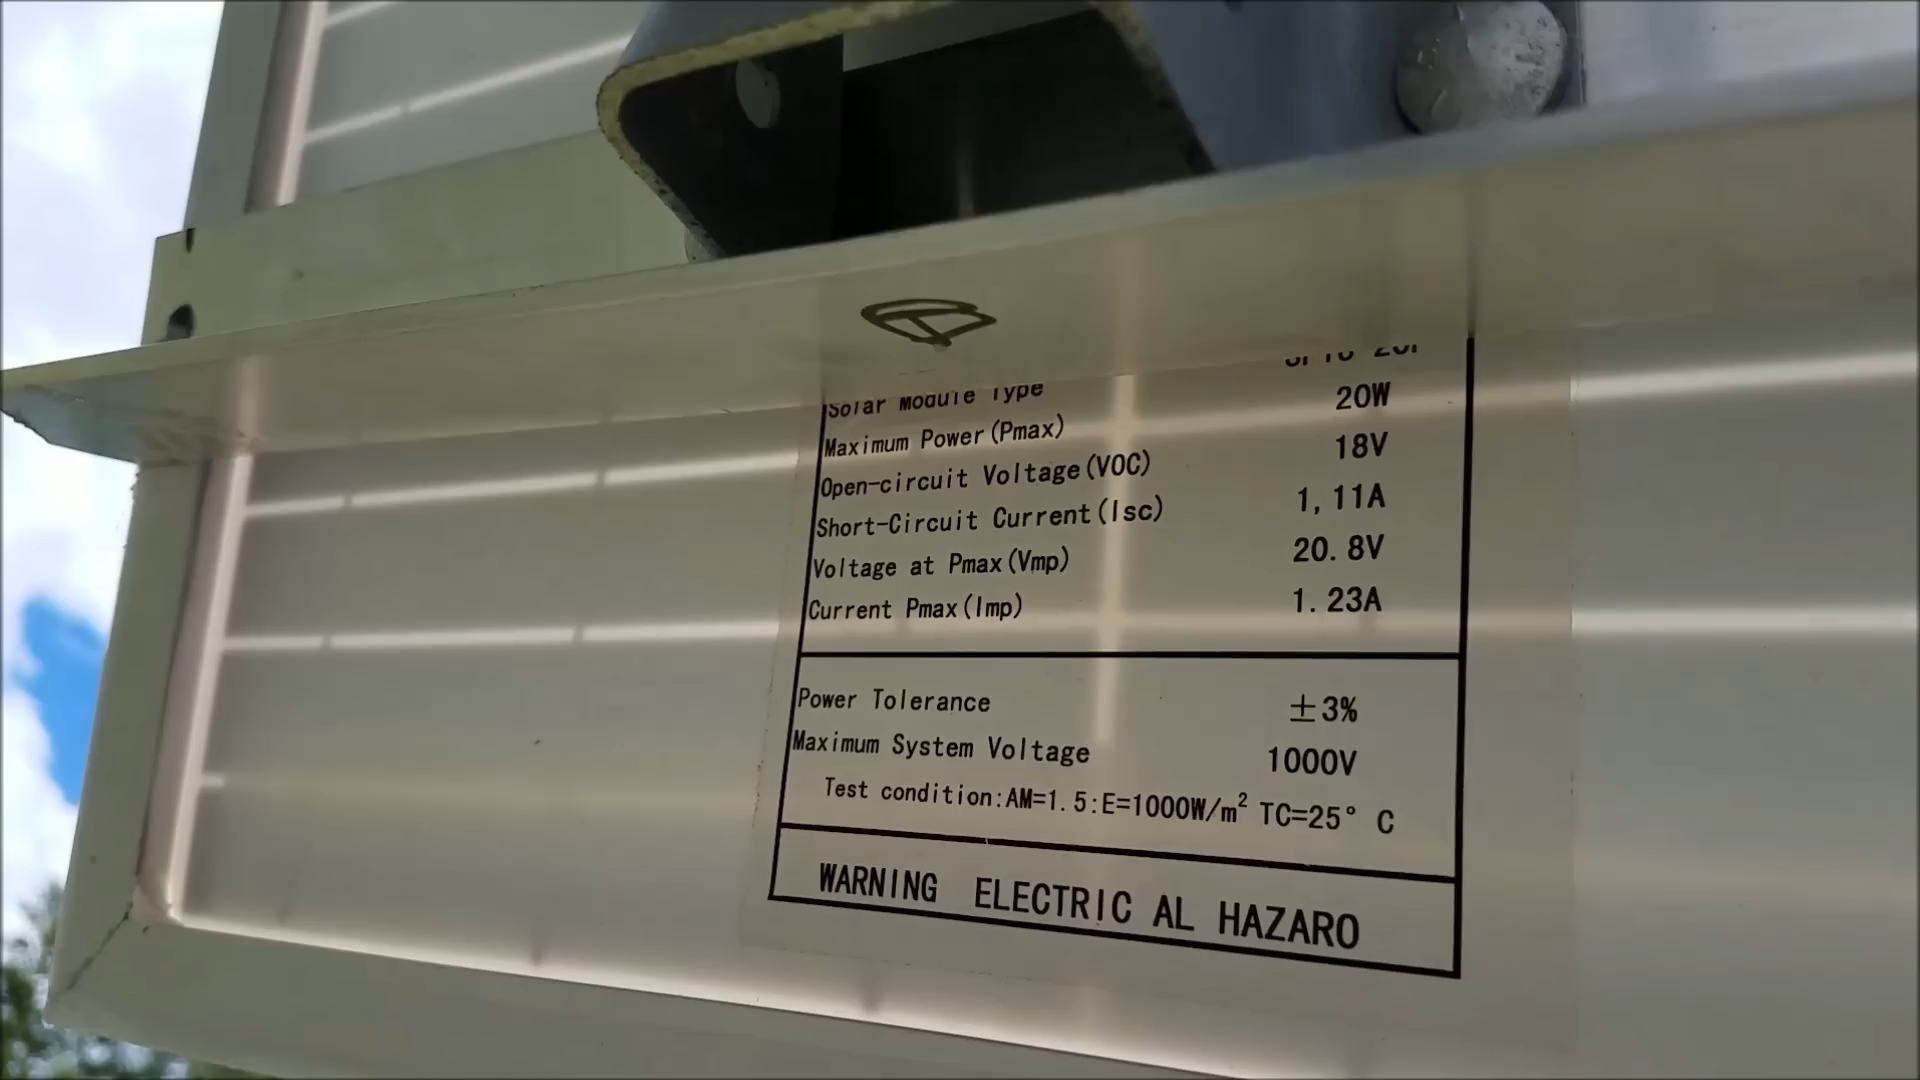 Solar Module Type
Maximum Power(Pmax) 20W
Open-circuit Voltage(VOC) 18V
Short-Circuit Current(Isc) 1,11A
Voltage at Pmax(Vmp) 20.8V
Current Pmax(Imp) 1.23A
Power Tolerance ±3%
Maximum System Voltage 1000V
Test condition:AM=1.5:E=1000W/m² TC=25° C
WARNING ELECTRIC AL HAZARO